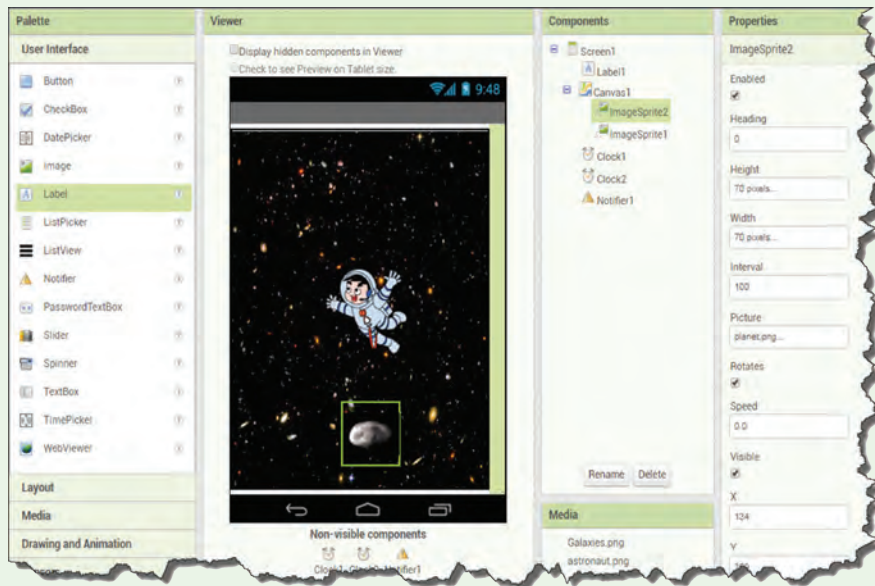 Palette
User Interface
Button
CheckBox
DatePicker
Image
Label
ListPicker
ListView
Notifier
PasswordTextBox
Slider
Spinner
TextBox
TimePicker
WebViewer
Layout
Media
Drawing and Animation
Viewer
Display hidden components in Viewer
Check to see Preview on Tablet size.
9:48
Non-visible components
Clock1 Clock2 Notifier1
Components
Screen1
Label1
Canvas1
ImageSprite2
ImageSprite1
Clock1
Clock2
Notifier1
Rename Delete
Media
Galaxies.png
astronaut.png
Properties
ImageSprite2
Enabled
Heading
0
Height
70 pixels...
Width
70 pixels...
Interval
100
Picture
planet.png...
Rotates
Speed
0.0
Visible
X
134
Y